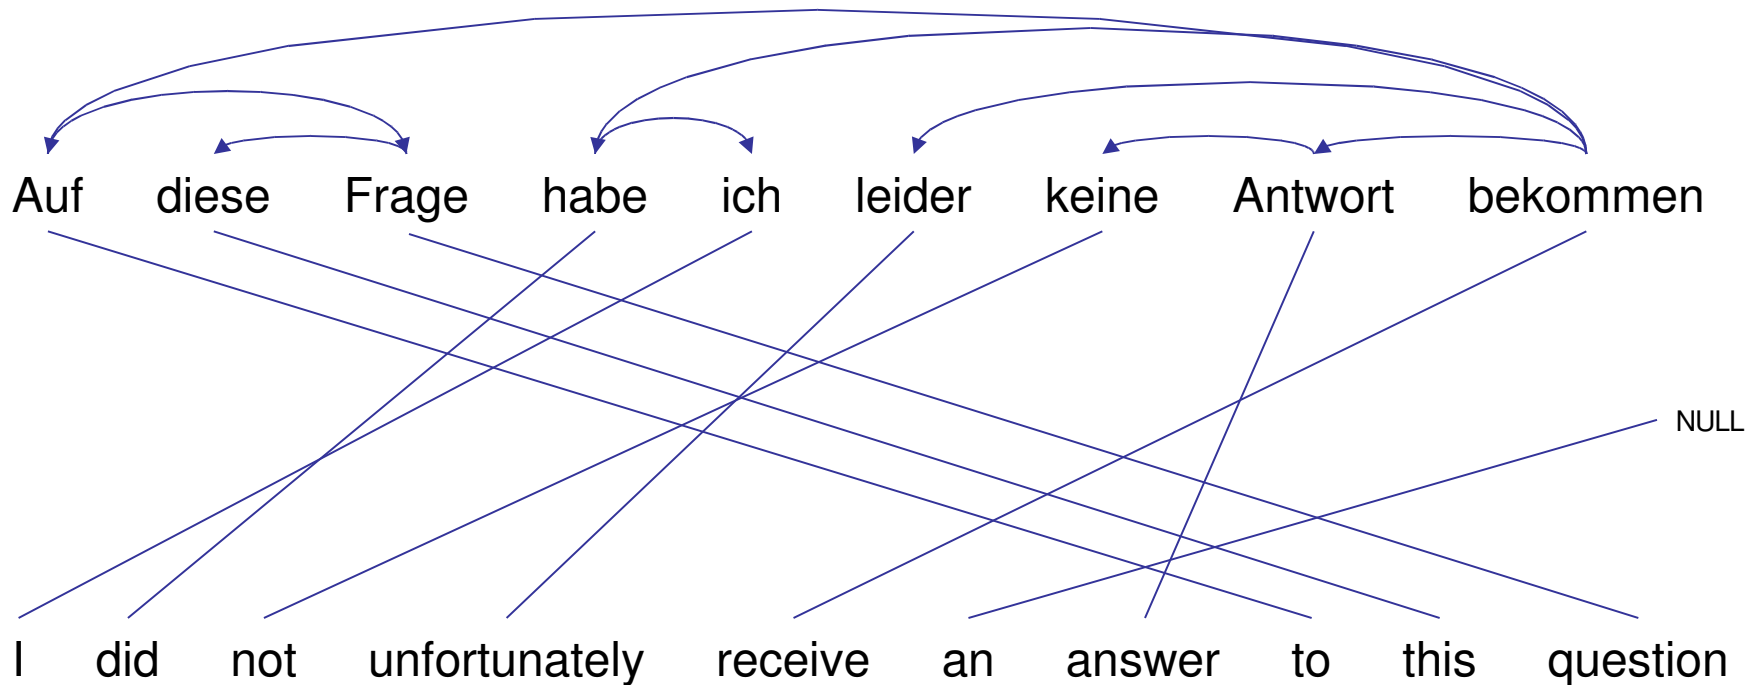 Auf diese Frage habe ich leider keine Antwort bekommen
NULL
I did not unfortunately receive an answer to this question